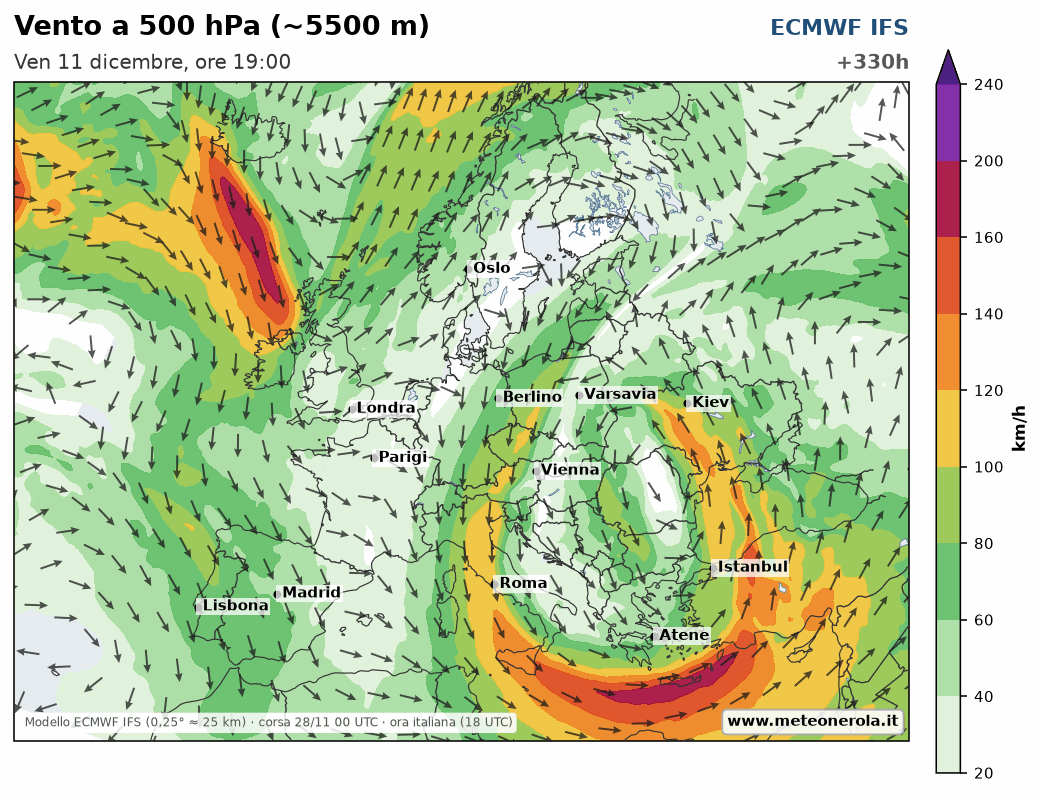 Vento a 500 hPa (~5500 m)
ECMWF IFS
Ven 11 dicembre, ore 19:00
+330h
240
200
160
140
120
100
80
60
40
20
km/h
Oslo
Berlino
Varsavia
Kiev
Londra
Parigi
Vienna
Istanbul
Roma
Madrid
Lisbona
Atene
Modello ECMWF IFS (0,25° ≈ 25 km) · corsa 28/11 00 UTC · ora italiana (18 UTC)
www.meteonerola.it